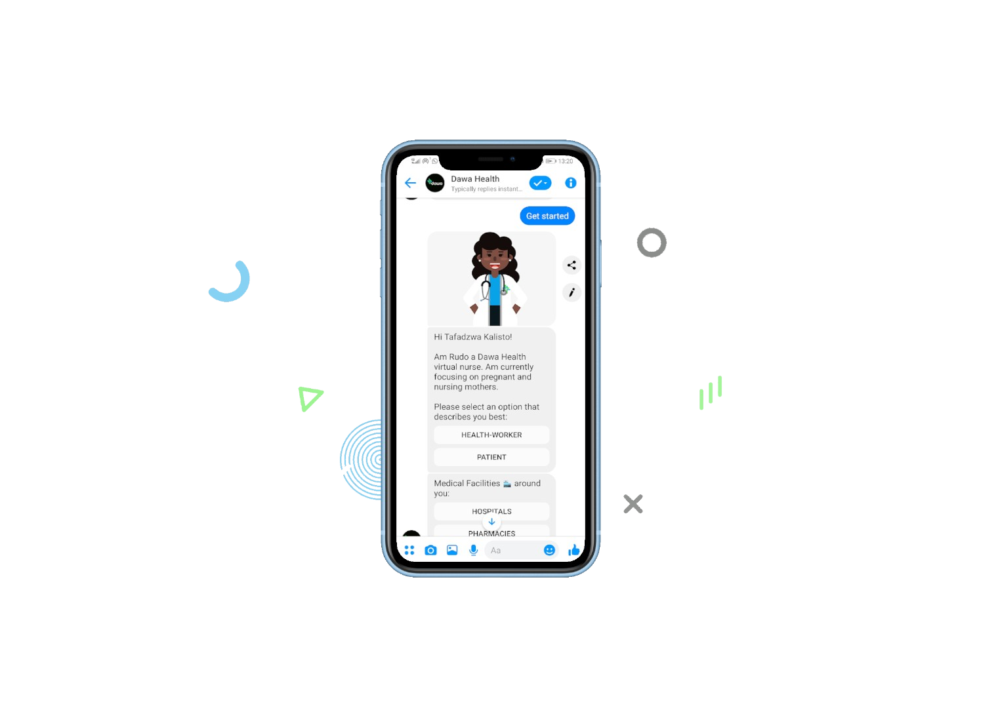 13:20
Dawa Health
dawa
Typically replies instant...
Get started
Hi Tafadzwa Kalisto!
Am Rudo a Dawa Health
virtual nurse. Am currently
focusing on pregnant and
nursing mothers.
Please select an option that
describes you best:
HEALTH-WORKER
PATIENT
Medical Facilities around
you:
HOSPITALS
PHARMACIES
Aa